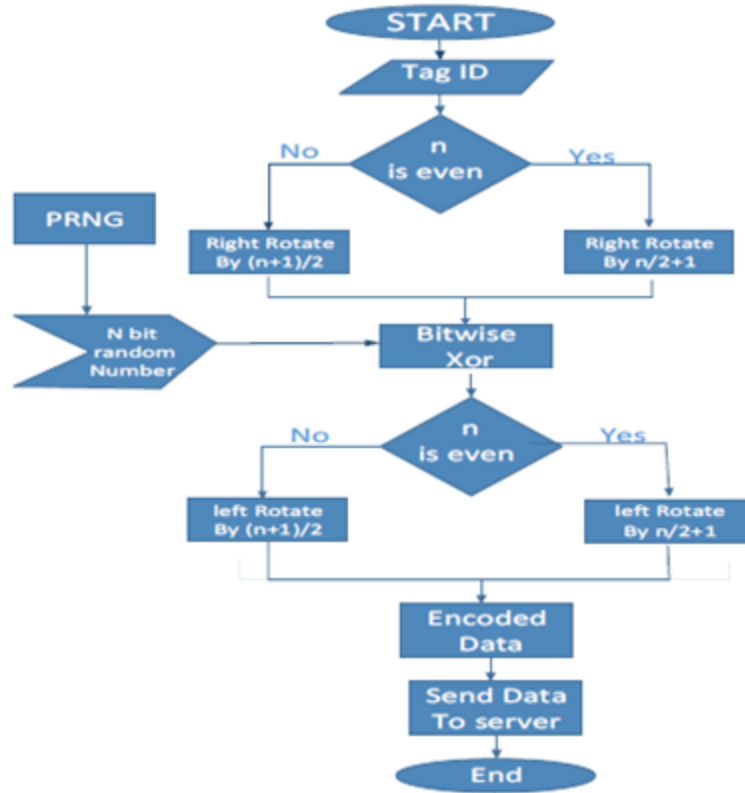 START
Tag ID
n
is even
No
Yes
PRNG
Right Rotate
By (n+1)/2
Right Rotate
By n/2+1
N bit
random
Number
Bitwise
Xor
n
is even
No
Yes
left Rotate
By (n+1)/2
left Rotate
By n/2+1
Encoded
Data
Send Data
To server
End